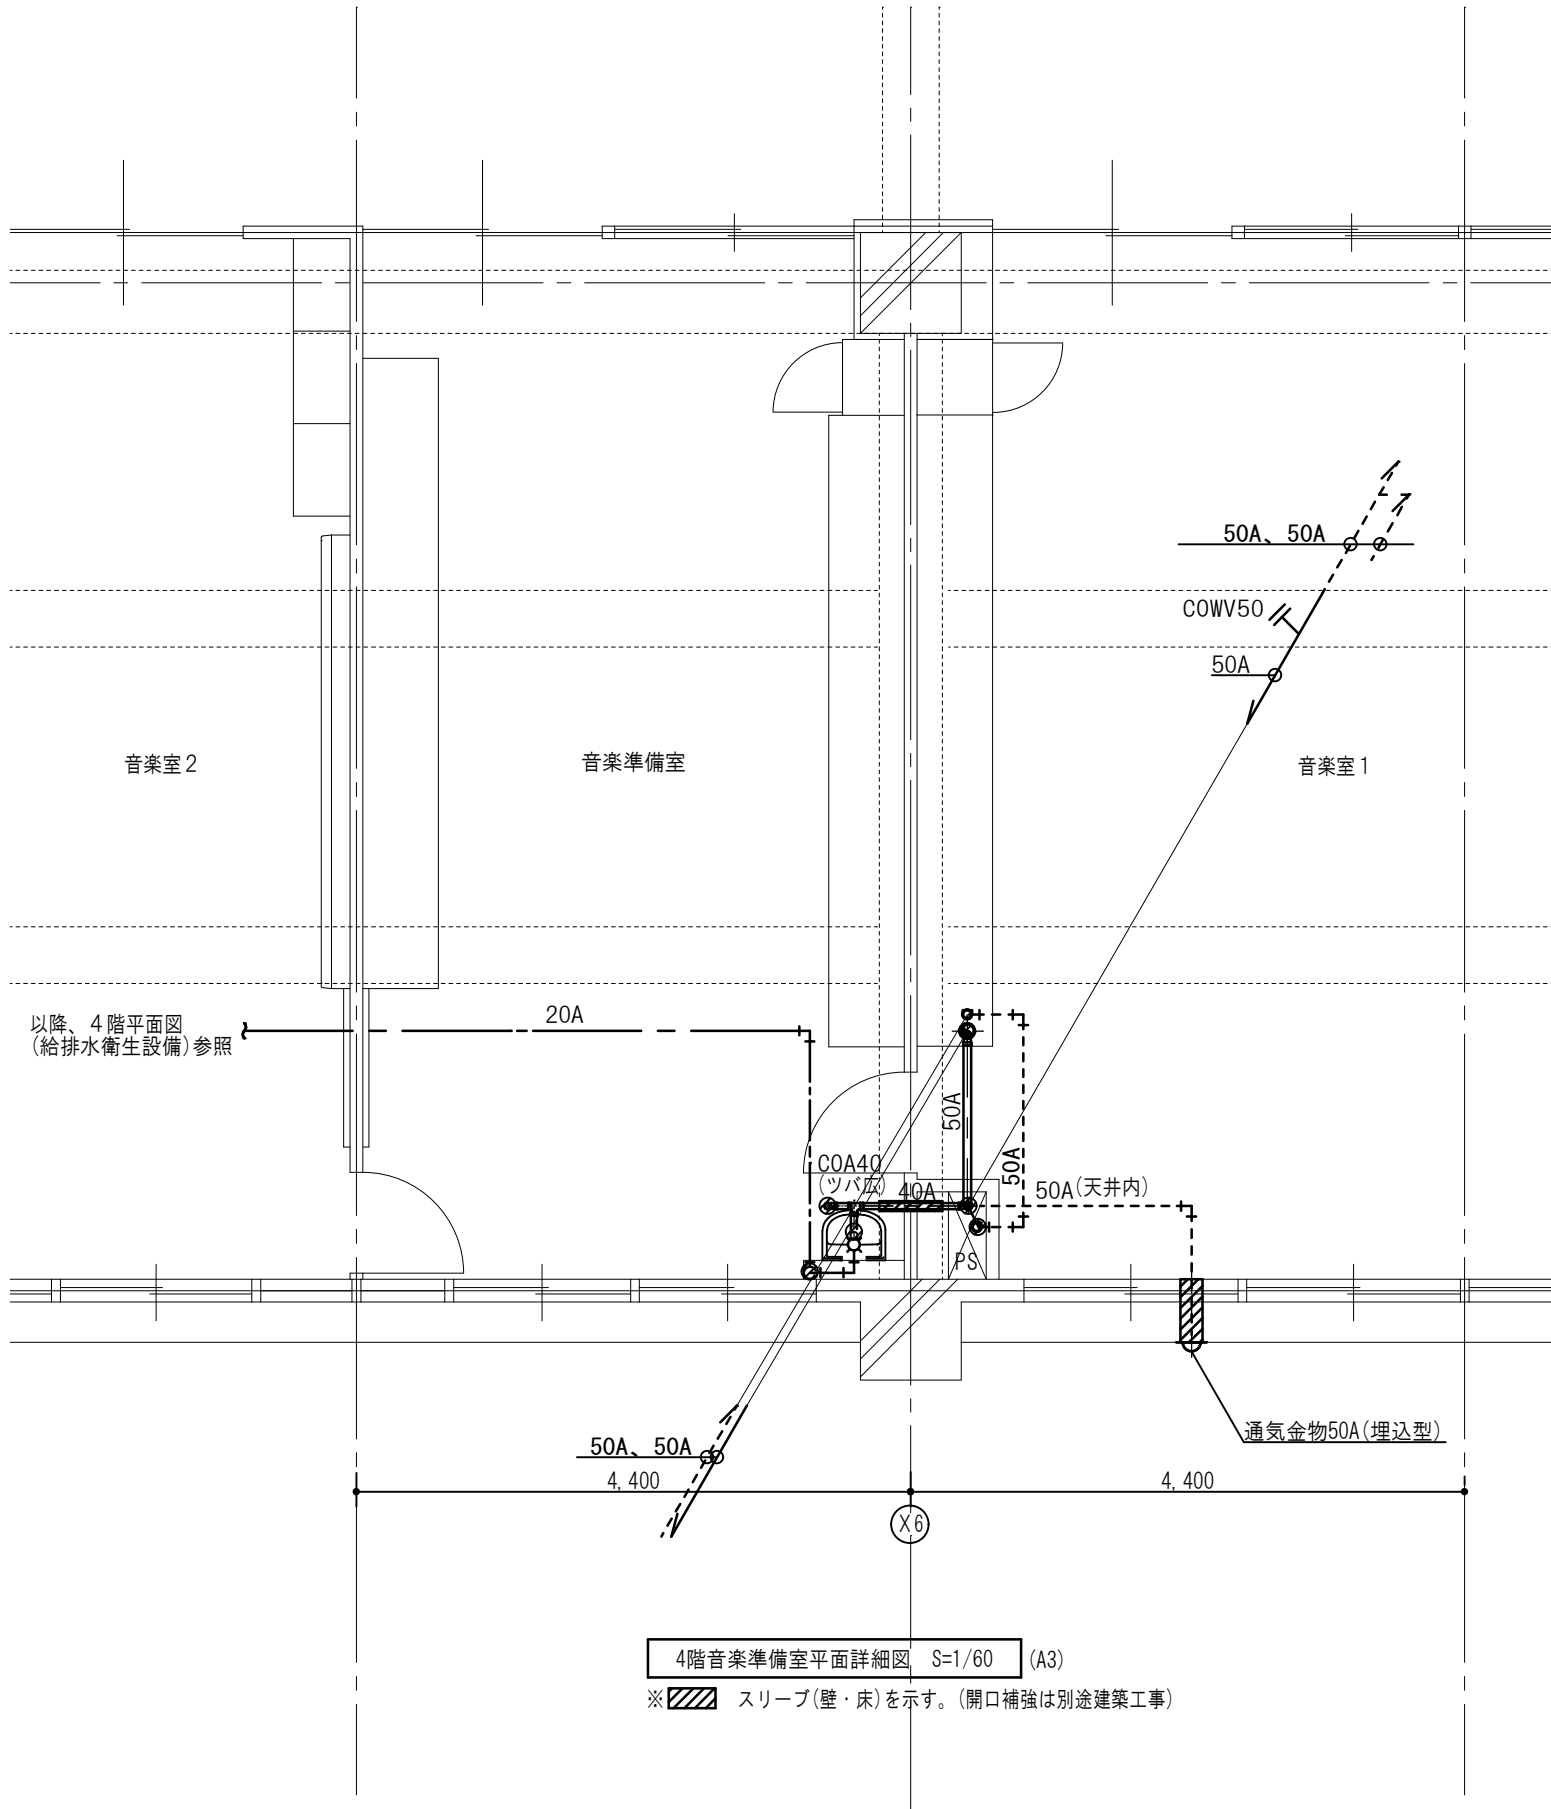 50A、50A
COWV50
50A
音楽室2
音楽準備室
音楽室1
以降、4階平面図
(給排水衛生設備)参照
20A
50A
50A
COA40
(ツバ広)
40A
50A(天井内)
PS
通気金物50A(埋込型)
50A、50A
4,400
4,400
X6
4階音楽準備室平面詳細図 S=1/60 (A3)
※ スリーブ(壁・床)を示す。(開口補強は別途建築工事)